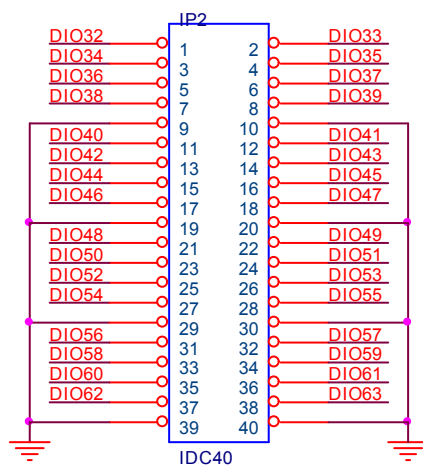 IP2
DIO32 1 2 DIO33
DIO34 3 4 DIO35
DIO36 5 6 DIO37
DIO38 7 8 DIO39
9 10
DIO40 11 12 DIO41
DIO42 13 14 DIO43
DIO44 15 16 DIO45
DIO46 17 18 DIO47
19 20
DIO48 21 22 DIO49
DIO50 23 24 DIO51
DIO52 25 26 DIO53
DIO54 27 28 DIO55
29 30
DIO56 31 32 DIO57
DIO58 33 34 DIO59
DIO60 35 36 DIO61
DIO62 37 38 DIO63
39 40
IDC40